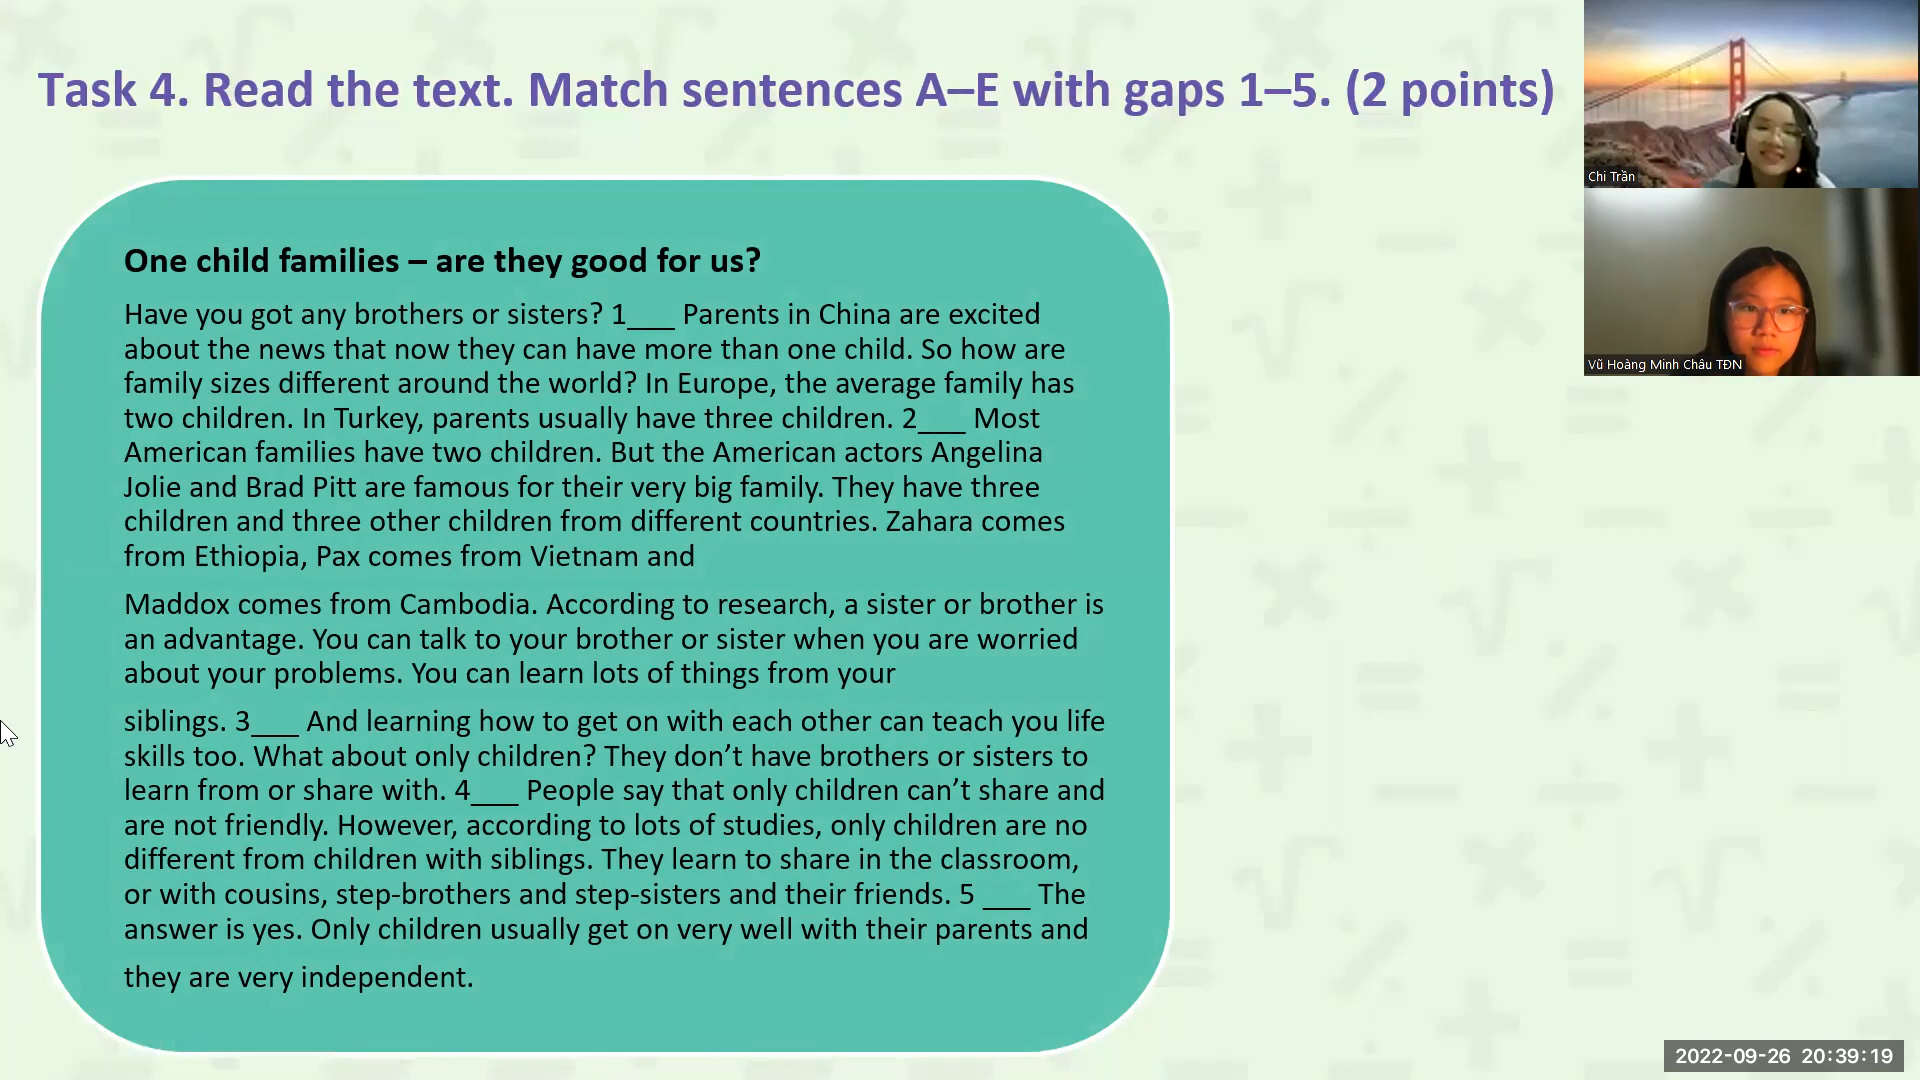 Task 4. Read the text. Match sentences A–E with gaps 1–5. (2 points)
One child families – are they good for us?
Have you got any brothers or sisters? 1___ Parents in China are excited
about the news that now they can have more than one child. So how are
family sizes different around the world? In Europe, the average family has
two children. In Turkey, parents usually have three children. 2___ Most
American families have two children. But the American actors Angelina
Jolie and Brad Pitt are famous for their very big family. They have three
children and three other children from different countries. Zahara comes
from Ethiopia, Pax comes from Vietnam and
Maddox comes from Cambodia. According to research, a sister or brother is
an advantage. You can talk to your brother or sister when you are worried
about your problems. You can learn lots of things from your
siblings. 3___ And learning how to get on with each other can teach you life
skills too. What about only children? They don’t have brothers or sisters to
learn from or share with. 4___ People say that only children can’t share and
are not friendly. However, according to lots of studies, only children are no
different from children with siblings. They learn to share in the classroom,
or with cousins, step-brothers and step-sisters and their friends. 5 ___ The
answer is yes. Only children usually get on very well with their parents and
they are very independent.
Chi Trần
Vũ Hoàng Minh Châu TĐN
2022-09-26 20:39:19